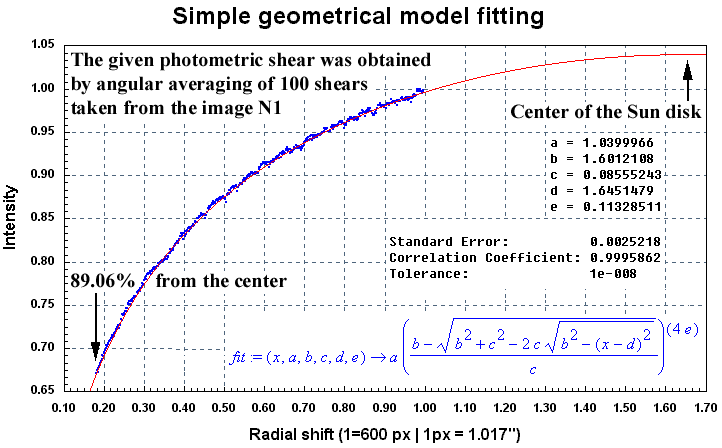 Simple geometrical model fitting
The given photometric shear was obtained
by angular averaging of 100 shears
taken from the image N1
Center of the Sun disk
a = 1.0399966
b = 1.6012108
c = 0.08555243
d = 1.6451479
e = 0.11328511
Standard Error: 0.0025218
Correlation Coefficient: 0.9995862
Tolerance: 1e-008
89.06% from the center
fit := (x, a, b, c, d, e) → a ((b − √(b² + c² − 2 c √(b² − (x − d)²))) / c)^(4 e)
Intensity
1.05
1.00
0.95
0.90
0.85
0.80
0.75
0.70
0.65
0.10 0.20 0.30 0.40 0.50 0.60 0.70 0.80 0.90 1.00 1.10 1.20 1.30 1.40 1.50 1.60 1.70
Radial shift (1=600 px | 1px = 1.017")